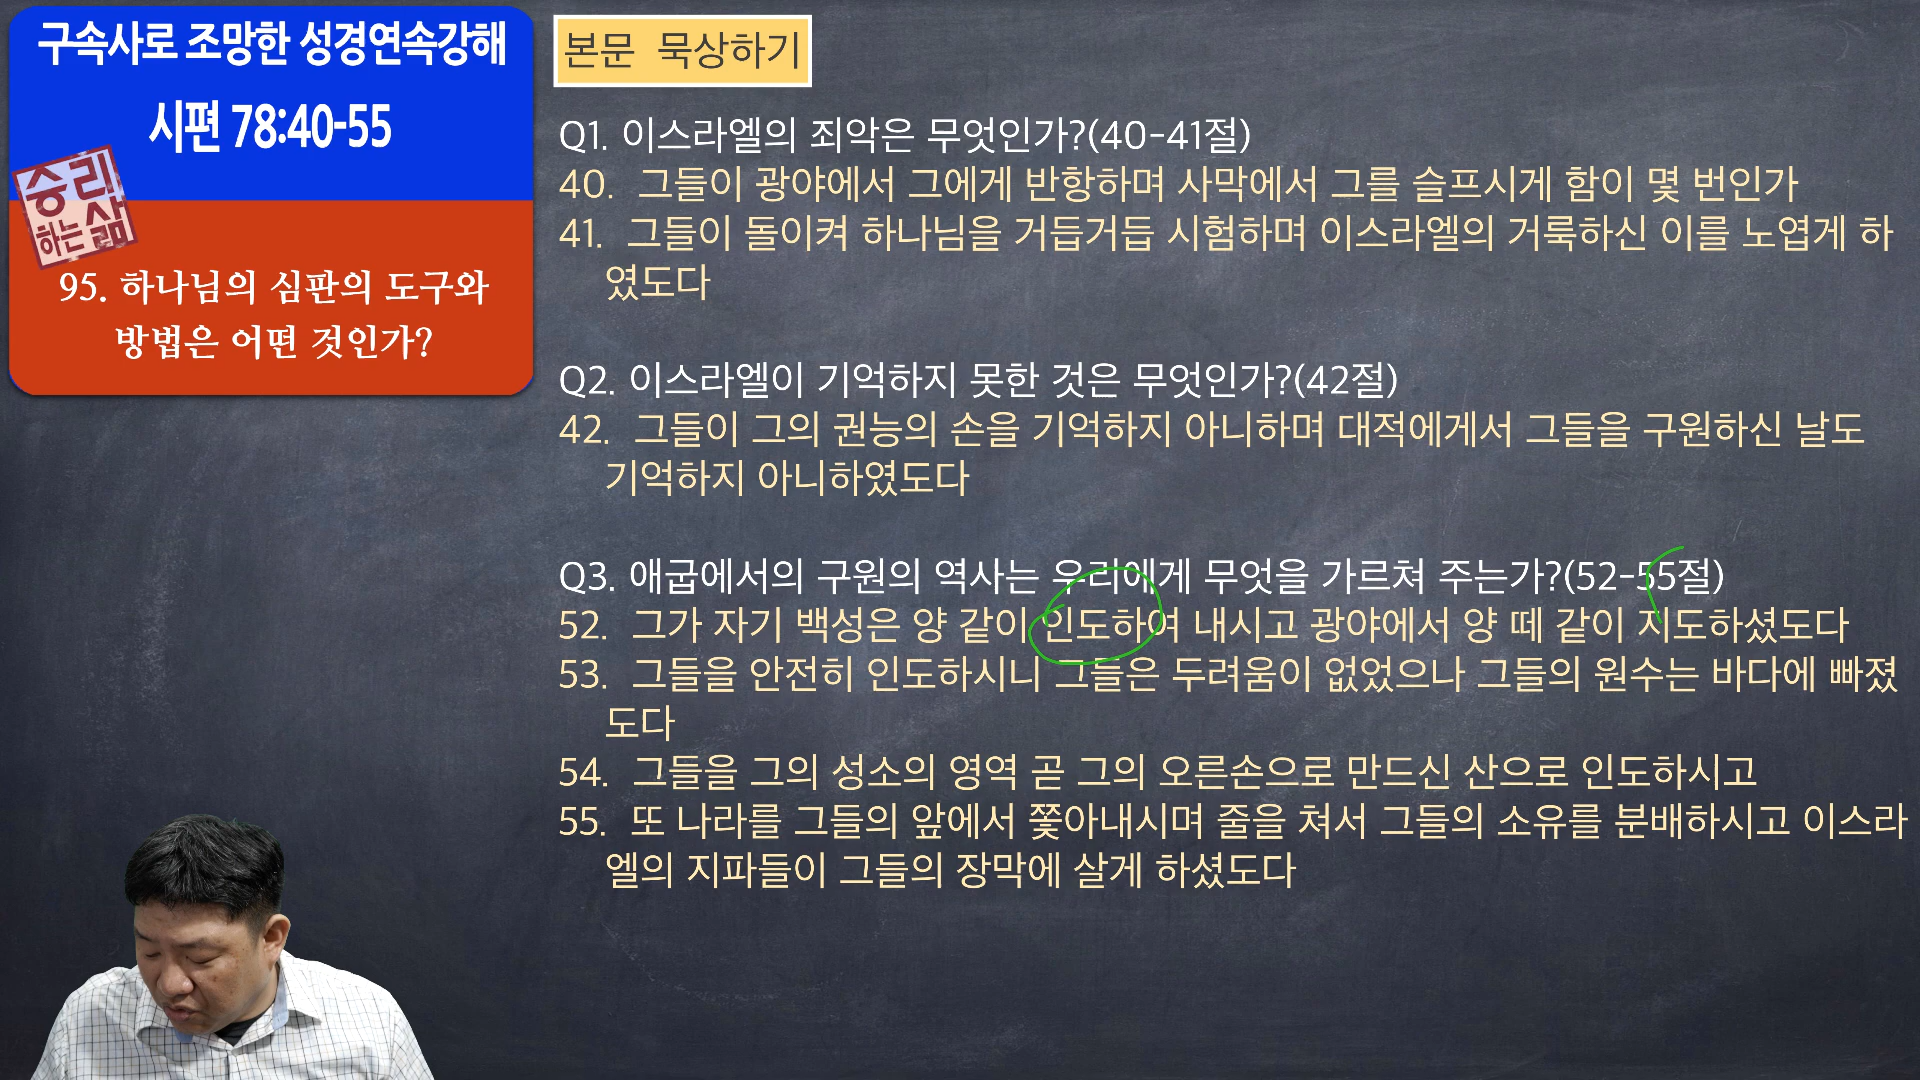 구속사로 조망한 성경연속강해
시편 78:40-55
승리
하는 삶
95. 하나님의 심판의 도구와
방법은 어떤 것인가?
본문 묵상하기
Q1. 이스라엘의 죄악은 무엇인가?(40-41절)
40. 그들이 광야에서 그에게 반항하며 사막에서 그를 슬프시게 함이 몇 번인가
41. 그들이 돌이켜 하나님을 거듭거듭 시험하며 이스라엘의 거룩하신 이를 노엽게 하
였도다
Q2. 이스라엘이 기억하지 못한 것은 무엇인가?(42절)
42. 그들이 그의 권능의 손을 기억하지 아니하며 대적에게서 그들을 구원하신 날도
기억하지 아니하였도다
Q3. 애굽에서의 구원의 역사는 우리에게 무엇을 가르쳐 주는가?(52-55절)
52. 그가 자기 백성은 양 같이 인도하여 내시고 광야에서 양 떼 같이 지도하셨도다
53. 그들을 안전히 인도하시니 그들은 두려움이 없었으나 그들의 원수는 바다에 빠졌
도다
54. 그들을 그의 성소의 영역 곧 그의 오른손으로 만드신 산으로 인도하시고
55. 또 나라를 그들의 앞에서 쫓아내시며 줄을 쳐서 그들의 소유를 분배하시고 이스라
엘의 지파들이 그들의 장막에 살게 하셨도다